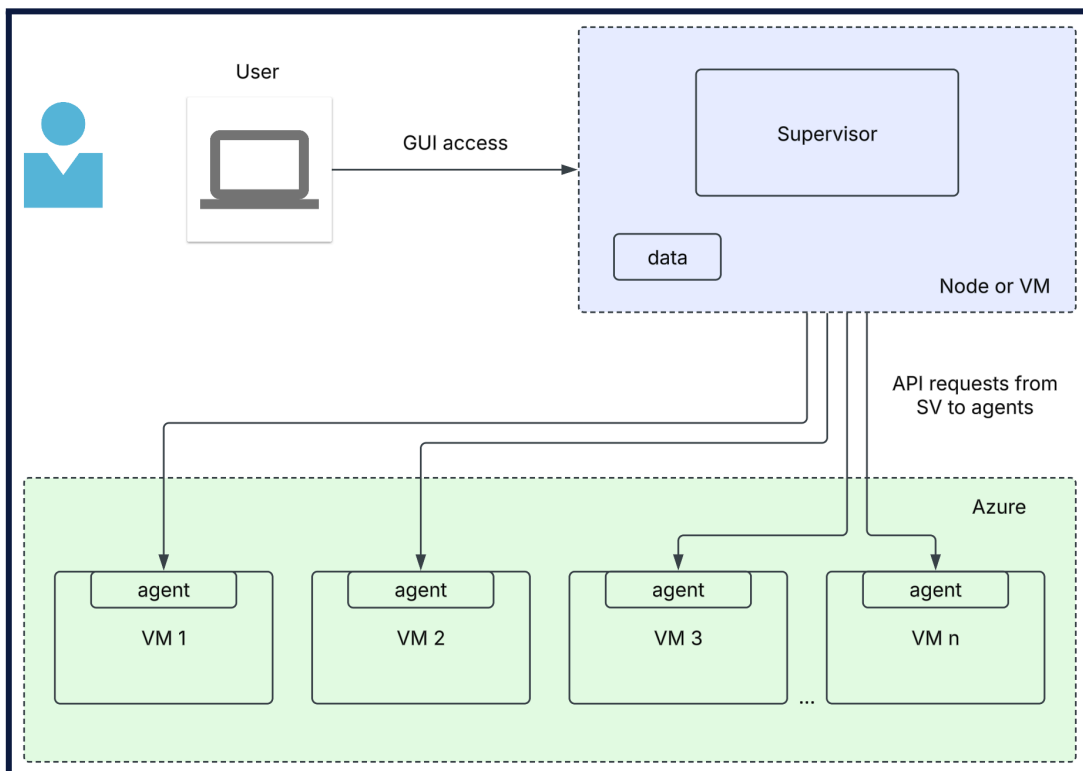 User
GUI access
Supervisor
data
Node or VM
API requests from
SV to agents
Azure
agent
VM 1
agent
VM 2
agent
VM 3
...
agent
VM n